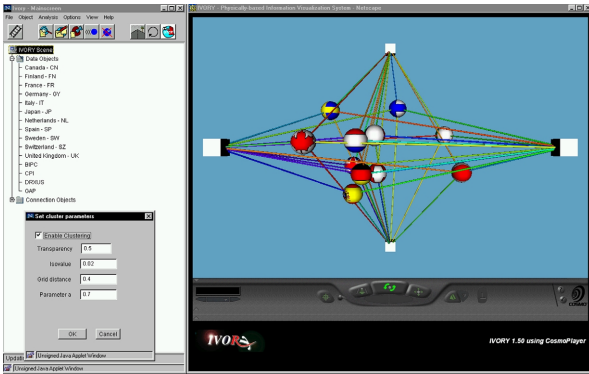 Ivory - Mainscreen
File Object Analysis Options View Help
IVORY Scene
Data Objects
Canada - CN
Finland - FN
France - FR
Germany - GY
Italy - IT
Japan - JP
Netherlands - NL
Spain - SP
Sweden - SW
Switzerland - SZ
United Kingdom - UK
BIPC
CPI
DRXUS
GAP
Connection Objects
Set cluster parameters
Enable Clustering
Transparency 0.5
Isovalue 0.02
Grid distance 0.4
Parameter a 0.7
OK Cancel
Unsigned Java Applet Window
Updati
Unsigned Java Applet Window
IVORY - Physically-based Information Visualization System - Netscape
COSMO
IVORY
IVORY 1.50 using CosmoPlayer